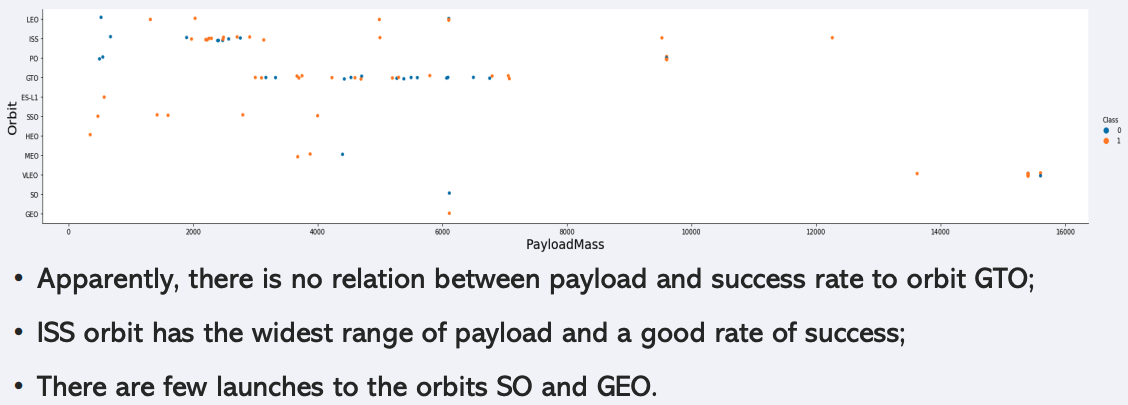 LEO
ISS
PO
GTO
ES-L1
SSO
HEO
MEO
VLEO
SO
GEO
Orbit
0 2000 4000 6000 8000 10000 12000 14000 16000
PayloadMass
Class
0
1
• Apparently, there is no relation between payload and success rate to orbit GTO;
• ISS orbit has the widest range of payload and a good rate of success;
• There are few launches to the orbits SO and GEO.